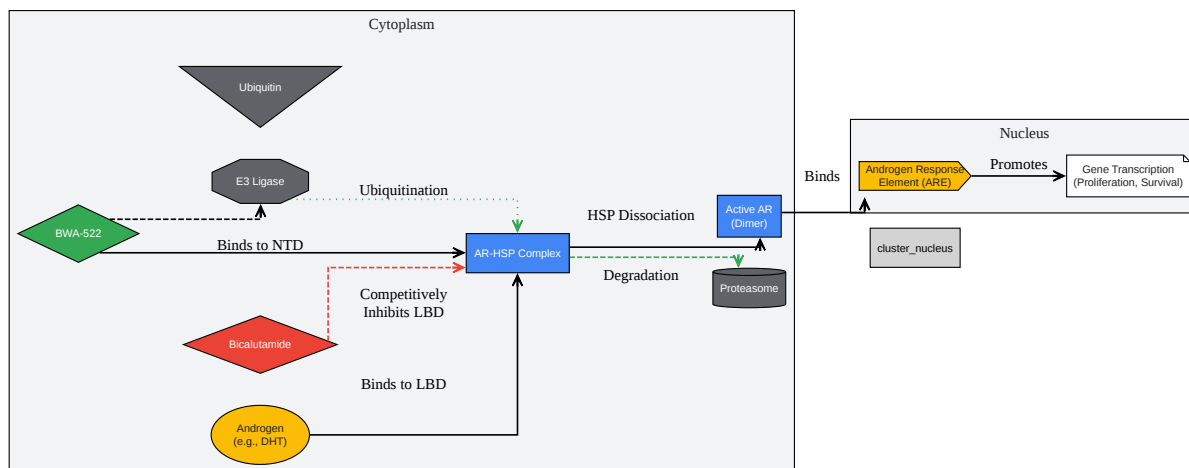 Cytoplasm
Ubiquitin
E3 Ligase
Ubiquitination
BWA-522
Binds to NTD
AR-HSP Complex
HSP Dissociation
Active AR
(Dimer)
Degradation
Proteasome
Competitively
Inhibits LBD
Bicalutamide
Binds to LBD
Androgen
(e.g., DHT)
Binds
Nucleus
Androgen Response
Element (ARE)
Promotes
Gene Transcription
(Proliferation, Survival)
cluster_nucleus